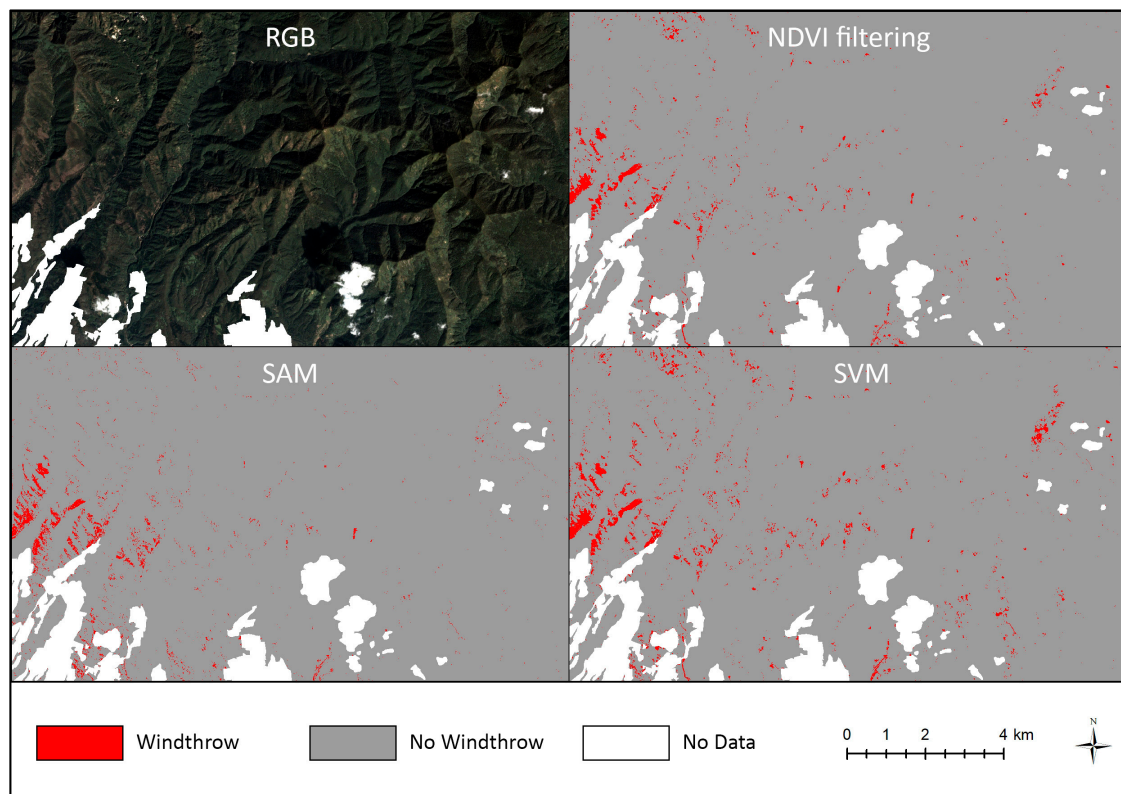 RGB
NDVI filtering
SAM
SVM
Windthrow
No Windthrow
No Data
0 1 2 4 km
N